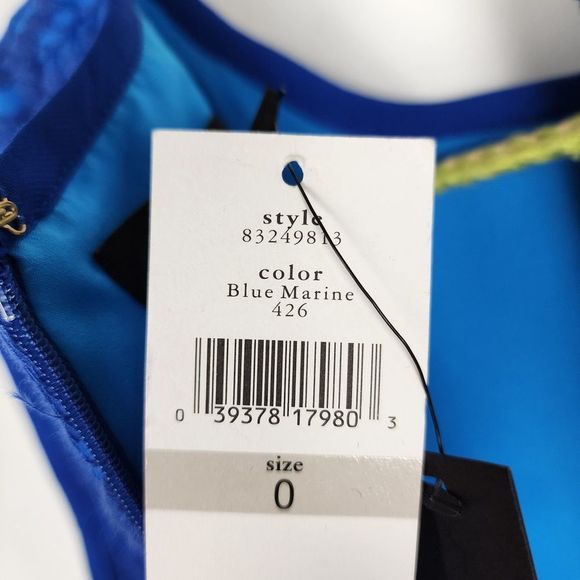 style
83249813
color
Blue Marine
426
0 39378 17980 3
size
0